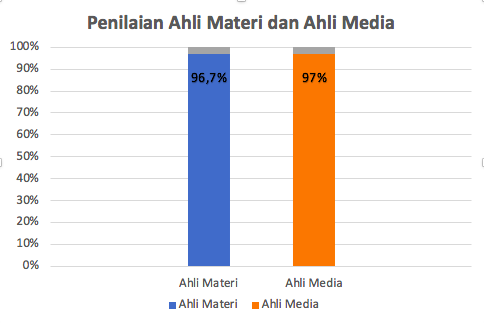 Penilaian Ahli Materi dan Ahli Media
100%
90%
80%
70%
60%
50%
40%
30%
20%
10%
0%
96,7%
97%
Ahli Materi
Ahli Media
Ahli Materi
Ahli Media